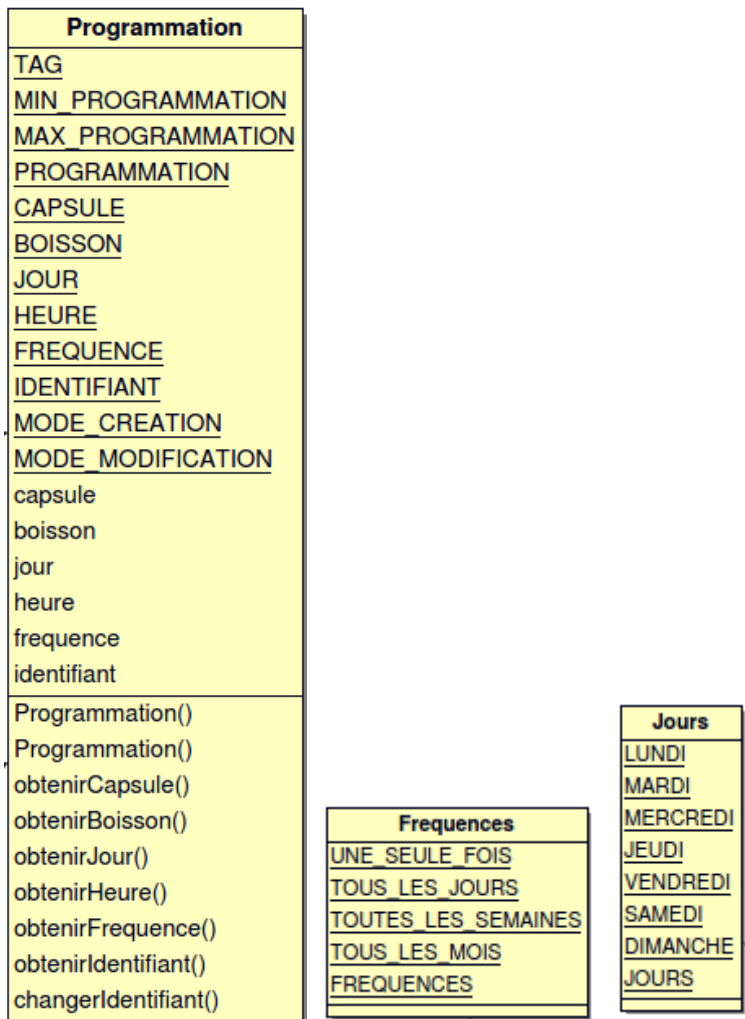 Programmation
TAG
MIN_PROGRAMMATION
MAX_PROGRAMMATION
PROGRAMMATION
CAPSULE
BOISSON
JOUR
HEURE
FREQUENCE
IDENTIFIANT
MODE_CREATION
MODE_MODIFICATION
capsule
boisson
jour
heure
frequence
identifiant
Programmation()
Programmation()
obtenirCapsule()
obtenirBoisson()
obtenirJour()
obtenirHeure()
obtenirFrequence()
obtenirIdentifiant()
changerIdentifiant()
Frequences
UNE_SEULE_FOIS
TOUS_LES_JOURS
TOUTES_LES_SEMAINES
TOUS_LES_MOIS
FREQUENCES
Jours
LUNDI
MARDI
MERCREDI
JEUDI
VENDREDI
SAMEDI
DIMANCHE
JOURS